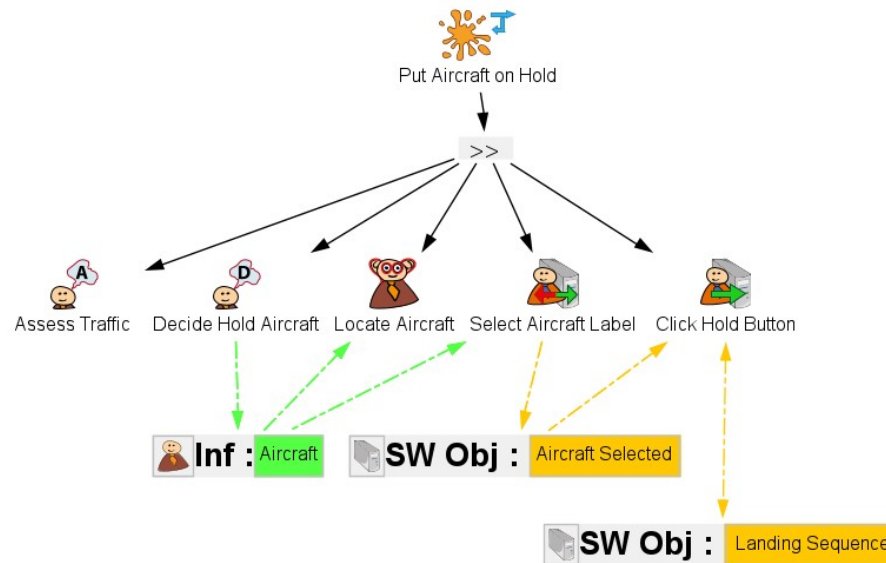 Put Aircraft on Hold
>>
A
D
Assess Traffic
Decide Hold Aircraft
Locate Aircraft
Select Aircraft Label
Click Hold Button
Inf : Aircraft
SW Obj : Aircraft Selected
SW Obj : Landing Sequence